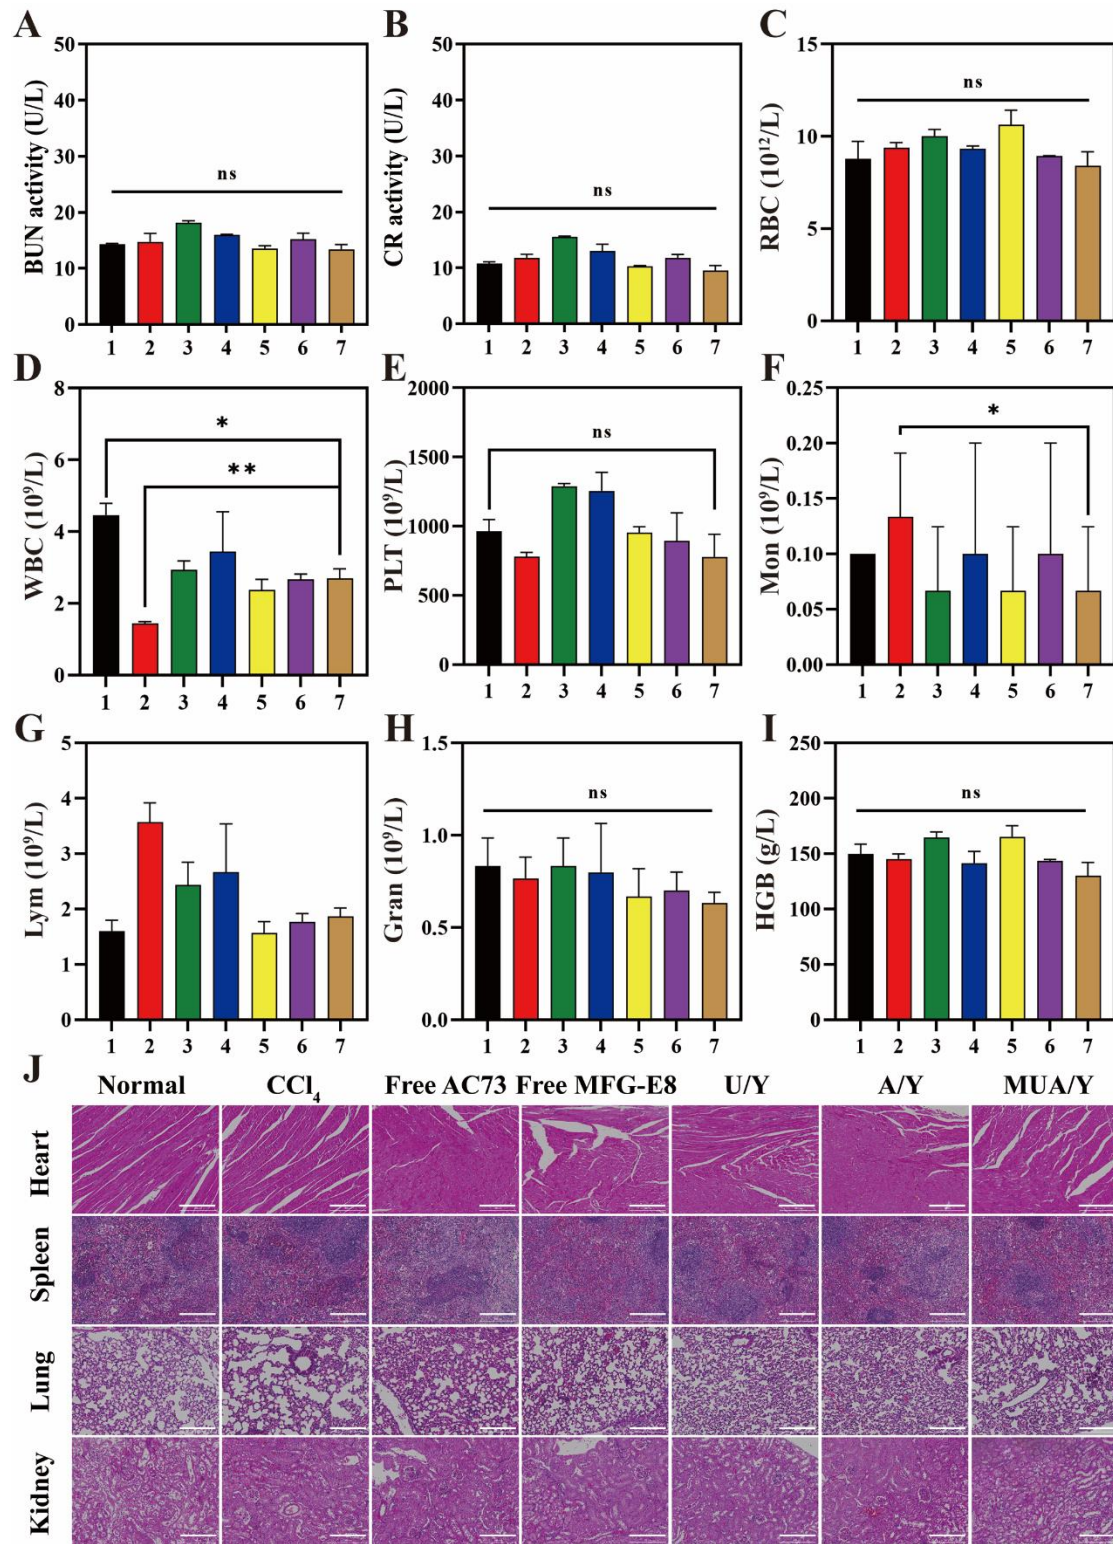 A
BUN activity (U/L)
50
40
30
20
10
0
ns
1 2 3 4 5 6 7
B
CR activity (U/L)
50
40
30
20
10
0
ns
1 2 3 4 5 6 7
C
RBC (10¹²/L)
15
10
5
0
ns
1 2 3 4 5 6 7
D
WBC (10⁹/L)
8
6
4
2
0
*
**
1 2 3 4 5 6 7
E
PLT (10⁹/L)
2000
1500
1000
500
0
ns
1 2 3 4 5 6 7
F
Mon (10⁹/L)
0.25
0.20
0.15
0.10
0.05
0.00
*
1 2 3 4 5 6 7
G
Lym (10⁹/L)
5
4
3
2
1
0
1 2 3 4 5 6 7
H
Gran (10⁹/L)
1.5
1.0
0.5
0.0
ns
1 2 3 4 5 6 7
I
HGB (g/L)
250
200
150
100
50
0
ns
1 2 3 4 5 6 7
J
Normal CCl₄ Free AC73 Free MFG-E8 U/Y A/Y MUA/Y
Heart
Spleen
Lung
Kidney